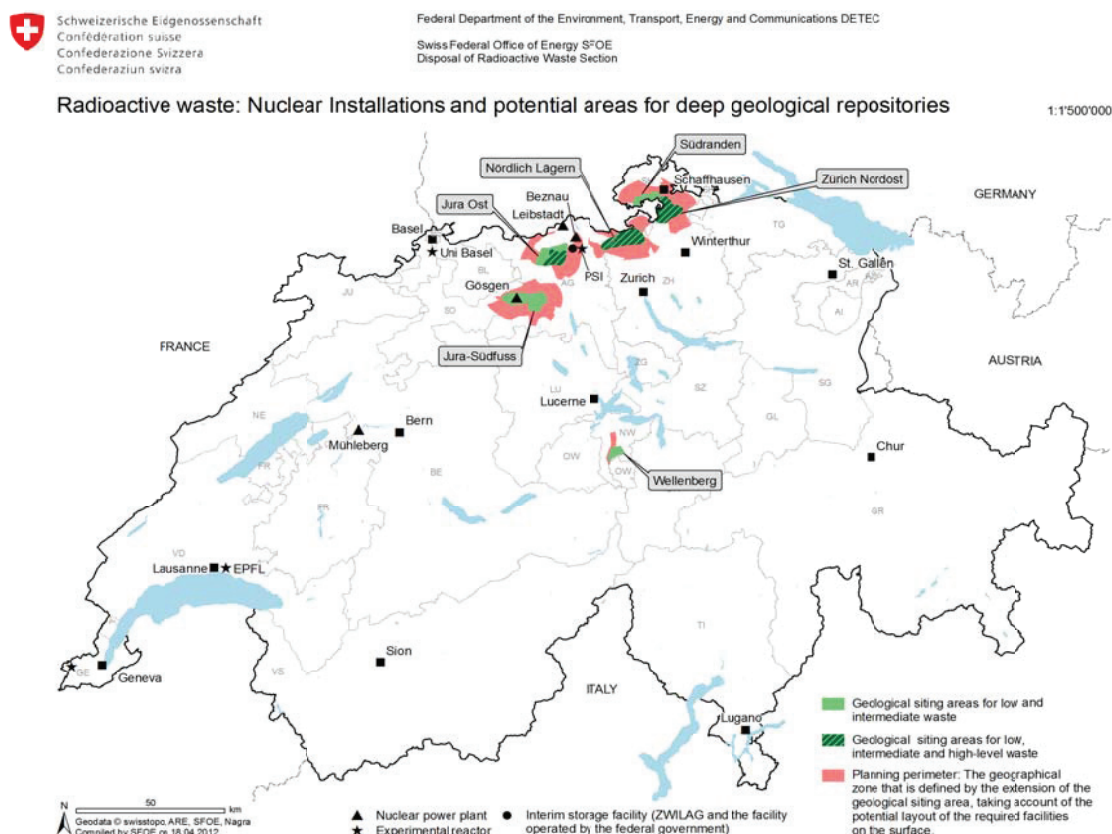 Schweizerische Eidgenossenschaft
Confédération suisse
Confederazione Svizzera
Confederaziun svizra
Federal Department of the Environment, Transport, Energy and Communications DETEC
Swiss Federal Office of Energy SFOE
Disposal of Radioactive Waste Section
Radioactive waste: Nuclear Installations and potential areas for deep geological repositories
1:1'500'000
Südranden
Nördlich Lägern
Schaffhausen
Zürich Nordost
GERMANY
SH
Beznau
Jura Ost
Leibstadt
TG
Basel
Winterthur
Uni Basel
St. Gallen
BL
PSI
Zurich
ZH
AR
Gösgen
AG
JU
AI
SO
FRANCE
AUSTRIA
Jura-Südfuss
ZG
LU
SZ
SG
Lucerne
NE
GL
Bern
NW
Mühleberg
Chur
FR
OW
BE
OW
Wellenberg
FR
GR
VD
Lausanne
EPFL
TI
Sion
GE
Geneva
VS
ITALY
Lugano
Geological siting areas for low and
intermediate waste
Geological siting areas for low,
intermediate and high-level waste
Planning perimeter: The geographical
zone that is defined by the extension of the
geological siting area, taking account of the
potential layout of the required facilities
on the surface.
N
50
km
Geodata © swisstopo, ARE, SFOE, Nagra
Compiled by SFOE on 18.04.2012
Nuclear power plant
Experimental reactor
Interim storage facility (ZWILAG and the facility
operated by the federal government)